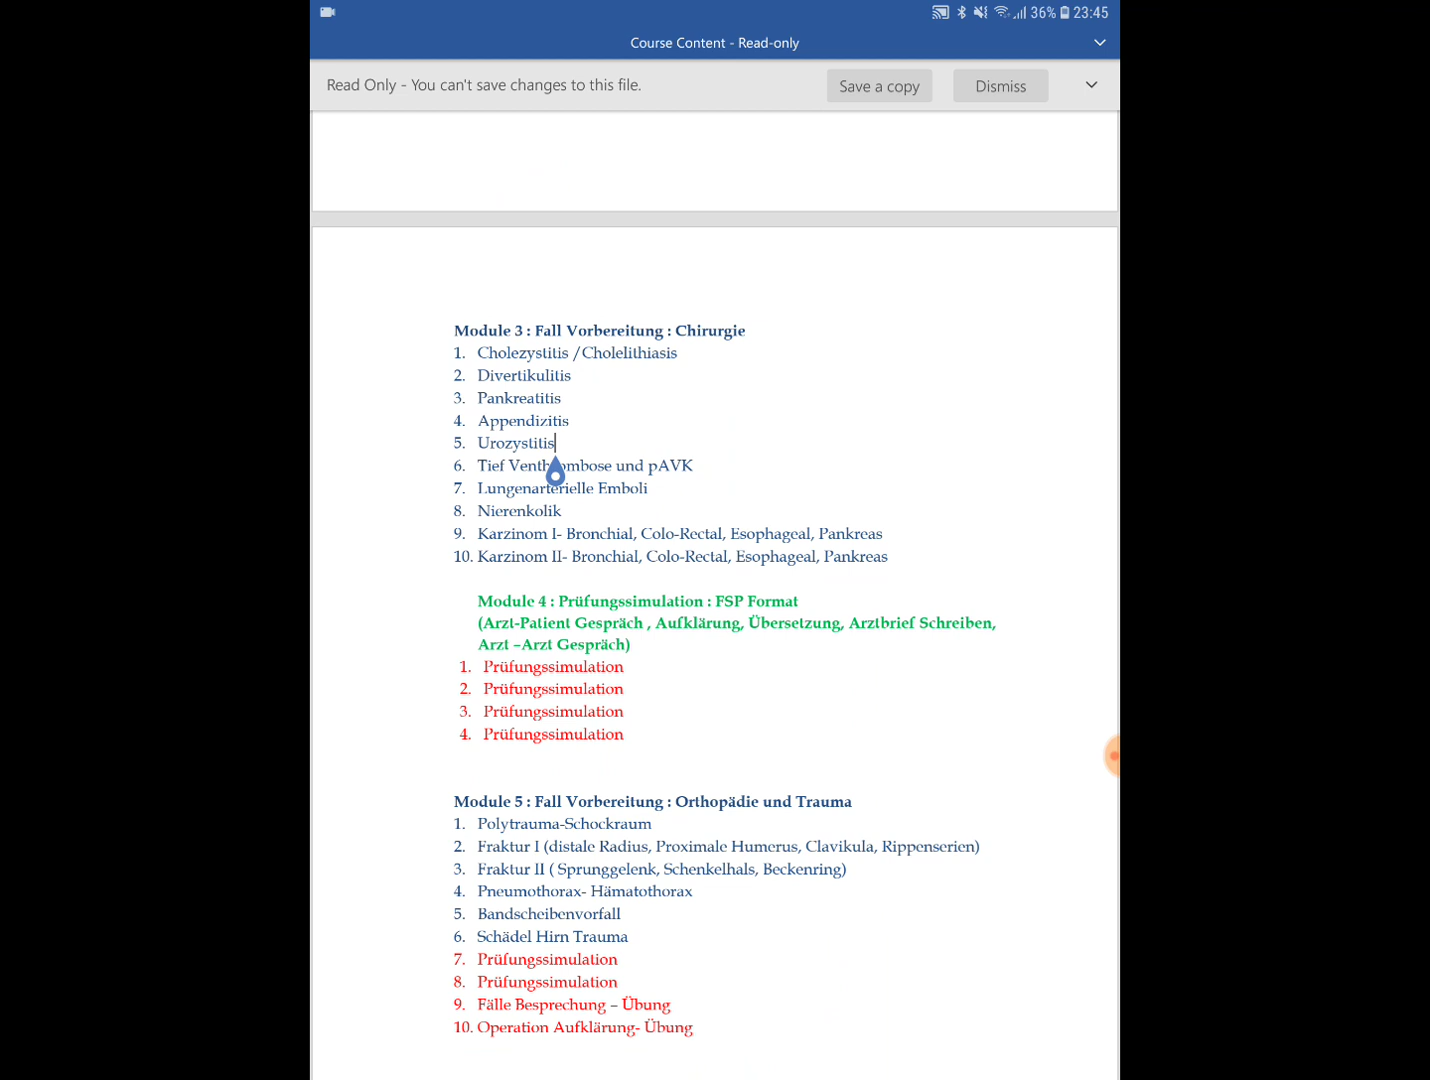 36% 23:45
Course Content - Read-only
Read Only - You can't save changes to this file.
Save a copy
Dismiss
Module 3 : Fall Vorbereitung : Chirurgie
1. Cholezystitis /Cholelithiasis
2. Divertikulitis
3. Pankreatitis
4. Appendizitis
5. Urozystitis
6. Tief Venthrombose und pAVK
7. Lungenarterielle Emboli
8. Nierenkolik
9. Karzinom I- Bronchial, Colo-Rectal, Esophageal, Pankreas
10. Karzinom II- Bronchial, Colo-Rectal, Esophageal, Pankreas
Module 4 : Prüfungssimulation : FSP Format
(Arzt-Patient Gespräch , Aufklärung, Übersetzung, Arztbrief Schreiben,
Arzt –Arzt Gespräch)
1. Prüfungssimulation
2. Prüfungssimulation
3. Prüfungssimulation
4. Prüfungssimulation
Module 5 : Fall Vorbereitung : Orthopädie und Trauma
1. Polytrauma-Schockraum
2. Fraktur I (distale Radius, Proximale Humerus, Clavikula, Rippenserien)
3. Fraktur II ( Sprunggelenk, Schenkelhals, Beckenring)
4. Pneumothorax- Hämatothorax
5. Bandscheibenvorfall
6. Schädel Hirn Trauma
7. Prüfungssimulation
8. Prüfungssimulation
9. Fälle Besprechung – Übung
10. Operation Aufklärung- Übung